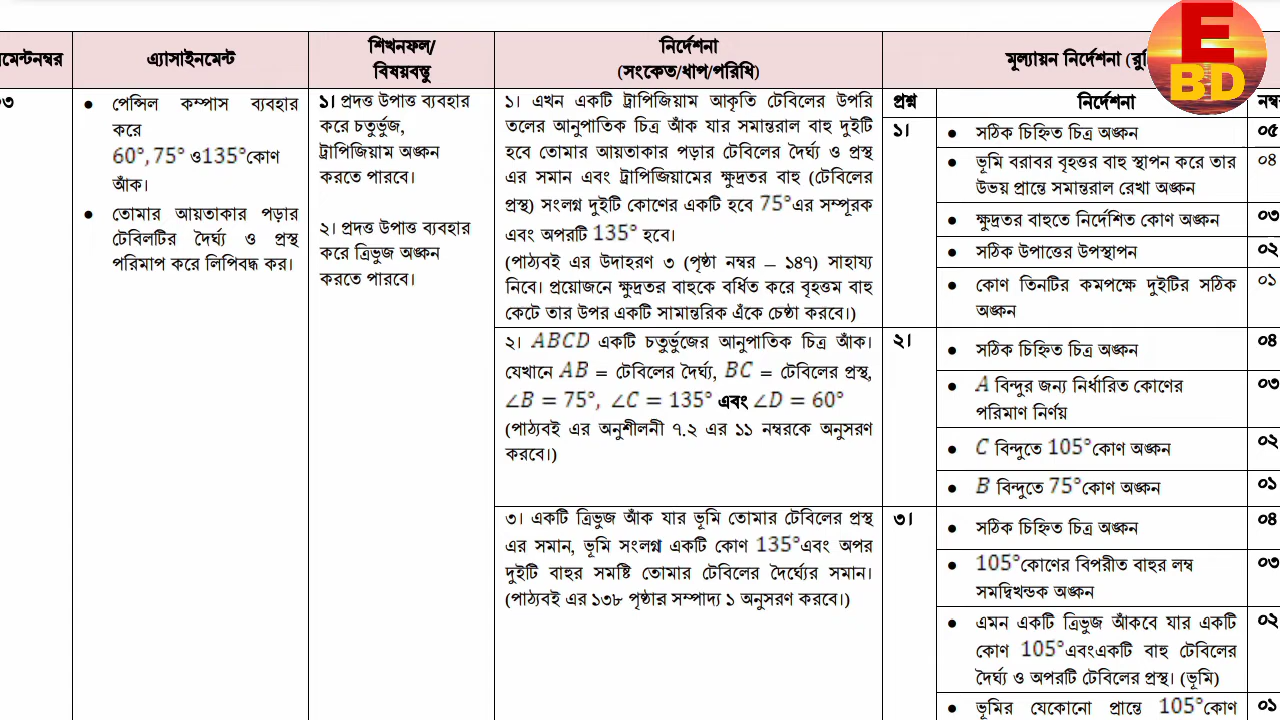 মেন্টনম্বর
এ্যাসাইনমেন্ট
শিখনফল/
বিষয়বস্তু
নির্দেশনা
(সংকেত/ধাপ/পরিধি)
মূল্যায়ন নির্দেশনা
E
BD
০৩
● পেন্সিল কম্পাস ব্যবহার
করে
60°, 75° ও135°কোণ
আঁক।
● তোমার আয়তাকার পড়ার
টেবিলটির দৈর্ঘ্য ও প্রস্থ
পরিমাপ করে লিপিবদ্ধ কর।
১। প্রদত্ত উপাত্ত ব্যবহার
করে চতুর্ভুজ,
ট্রাপিজিয়াম অঙ্কন
করতে পারবে।
২। প্রদত্ত উপাত্ত ব্যবহার
করে ত্রিভুজ অঙ্কন
করতে পারবে।
১। এখন একটি ট্রাপিজিয়াম আকৃতি টেবিলের উপরি
তলের আনুপাতিক চিত্র আঁক যার সমান্তরাল বাহু দুইটি
হবে তোমার আয়তাকার পড়ার টেবিলের দৈর্ঘ্য ও প্রস্থ
এর সমান এবং ট্রাপিজিয়ামের ক্ষুদ্রতর বাহু (টেবিলের
প্রস্থ) সংলগ্ন দুইটি কোণের একটি হবে 75°এর সম্পূরক
এবং অপরটি 135° হবে।
(পাঠ্যবই এর উদাহরণ ৩ (পৃষ্ঠা নম্বর – ১৪৭) সাহায্য
নিবে। প্রয়োজনে ক্ষুদ্রতর বাহুকে বর্ধিত করে বৃহত্তম বাহু
কেটে তার উপর একটি সামান্তরিক এঁকে চেষ্ঠা করবে।)
প্রশ্ন
নির্দেশনা
নম্ব
১।
● সঠিক চিহ্নিত চিত্র অঙ্কন
০৫
● ভূমি বরাবর বৃহত্তর বাহু স্থাপন করে তার
উভয় প্রান্তে সমান্তরাল রেখা অঙ্কন
০৪
● ক্ষুদ্রতর বাহুতে নির্দেশিত কোণ অঙ্কন
০৩
● সঠিক উপাত্তের উপস্থাপন
০২
● কোণ তিনটির কমপক্ষে দুইটির সঠিক
অঙ্কন
০১
২। ABCD একটি চতুর্ভুজের আনুপাতিক চিত্র আঁক।
যেখানে AB = টেবিলের দৈর্ঘ্য, BC = টেবিলের প্রস্থ,
∠B = 75°, ∠C = 135° এবং ∠D = 60°
(পাঠ্যবই এর অনুশীলনী ৭.২ এর ১১ নম্বরকে অনুসরণ
করবে।)
২।
● সঠিক চিহ্নিত চিত্র অঙ্কন
০৪
● A বিন্দুর জন্য নির্ধারিত কোণের
পরিমাণ নির্ণয়
০৩
● C বিন্দুতে 105°কোণ অঙ্কন
০২
● B বিন্দুতে 75°কোণ অঙ্কন
০১
৩। একটি ত্রিভুজ আঁক যার ভূমি তোমার টেবিলের প্রস্থ
এর সমান, ভূমি সংলগ্ন একটি কোণ 135°এবং অপর
দুইটি বাহুর সমষ্টি তোমার টেবিলের দৈর্ঘ্যের সমান।
(পাঠ্যবই এর ১৩৮ পৃষ্ঠার সম্পাদ্য ১ অনুসরণ করবে।)
৩।
● সঠিক চিহ্নিত চিত্র অঙ্কন
০৪
● 105°কোণের বিপরীত বাহুর লম্ব
সমদ্বিখন্ডক অঙ্কন
০৩
● এমন একটি ত্রিভুজ আঁকবে যার একটি
কোণ 105°এবংএকটি বাহু টেবিলের
দৈর্ঘ্য ও অপরটি টেবিলের প্রস্থ। (ভূমি)
০২
● ভূমির যেকোনো প্রান্তে 105°কোণ
০১